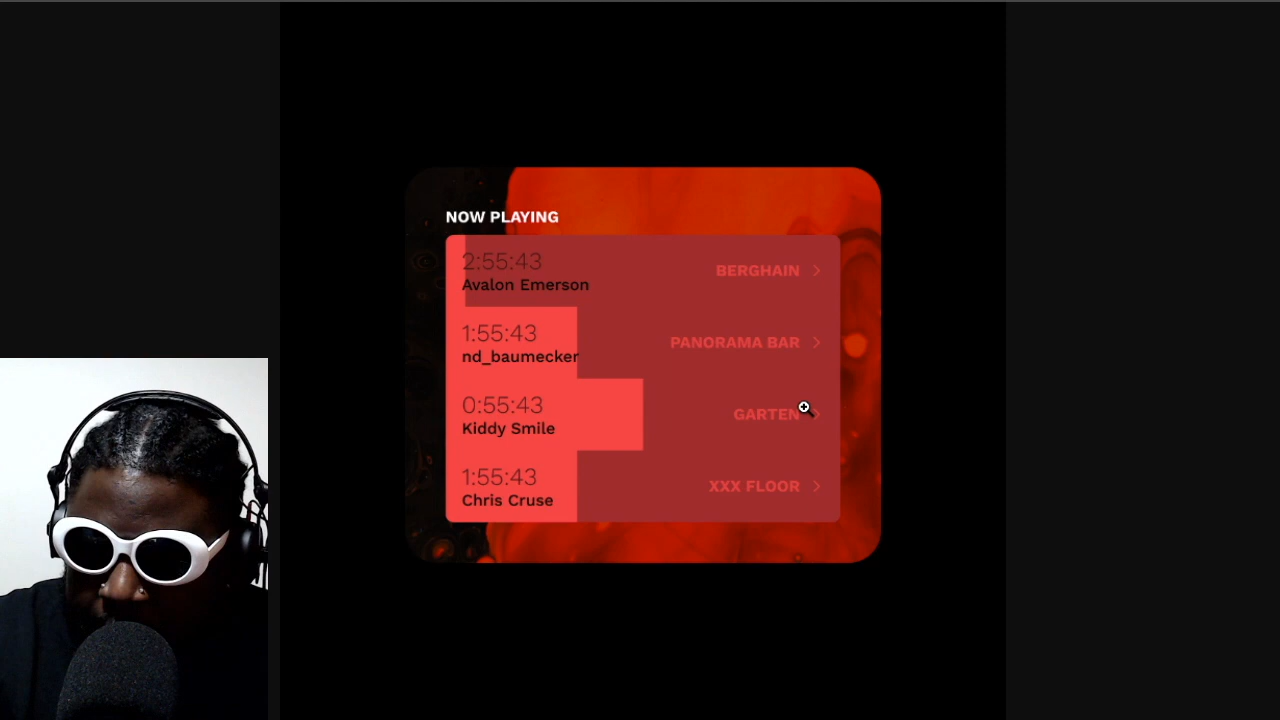 NOW PLAYING
2:55:43
Avalon Emerson
BERGHAIN
1:55:43
nd_baumecker
PANORAMA BAR
0:55:43
Kiddy Smile
GARTEN
1:55:43
Chris Cruse
XXX FLOOR